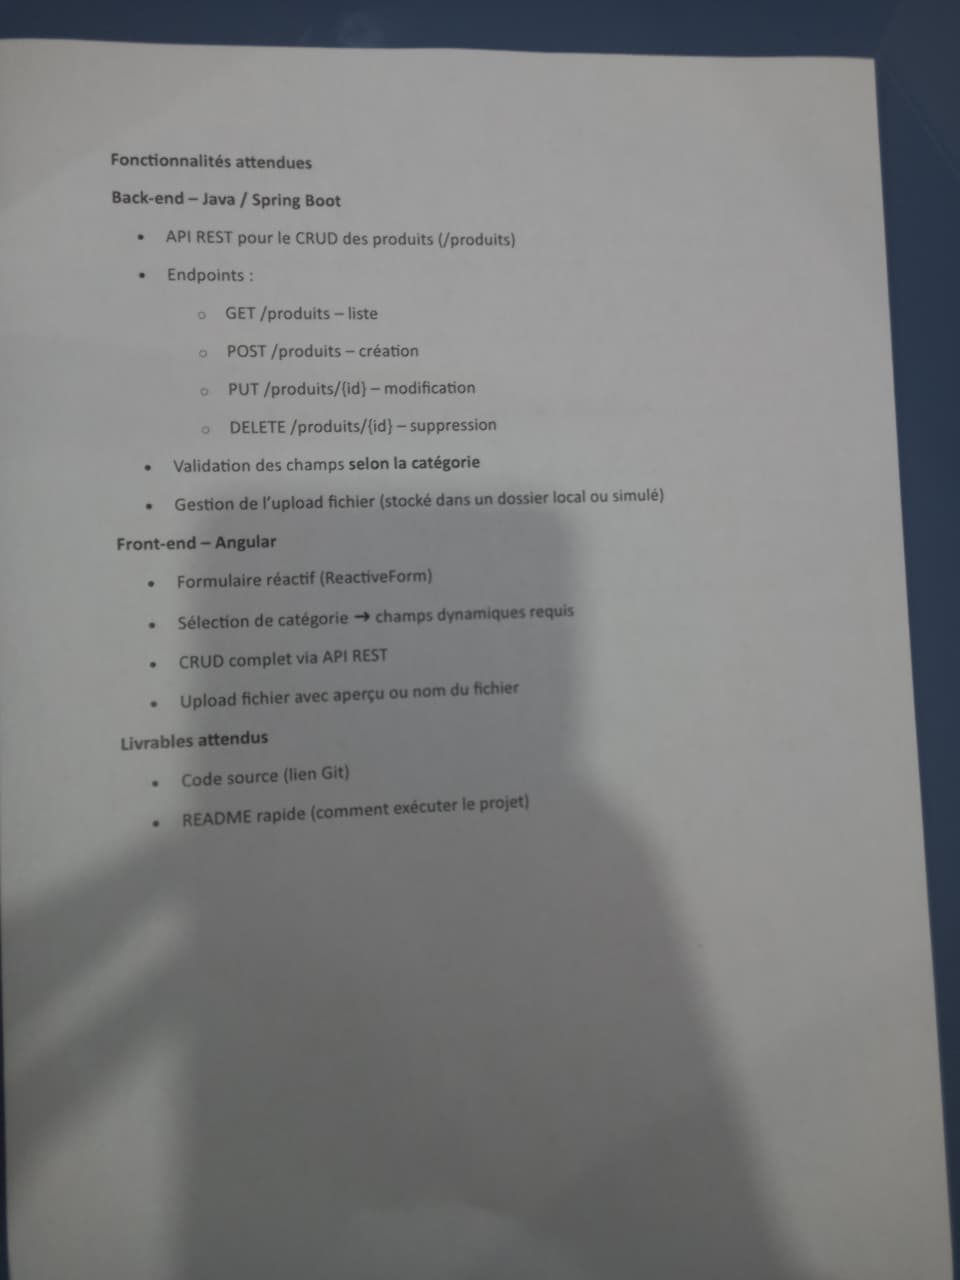 Fonctionnalités attendues
Back-end – Java / Spring Boot
• API REST pour le CRUD des produits (/produits)
• Endpoints :
o GET /produits – liste
o POST /produits – création
o PUT /produits/{id} – modification
o DELETE /produits/{id} – suppression
• Validation des champs selon la catégorie
• Gestion de l'upload fichier (stocké dans un dossier local ou simulé)
Front-end – Angular
• Formulaire réactif (ReactiveForm)
• Sélection de catégorie → champs dynamiques requis
• CRUD complet via API REST
• Upload fichier avec aperçu ou nom du fichier
Livrables attendus
• Code source (lien Git)
• README rapide (comment exécuter le projet)